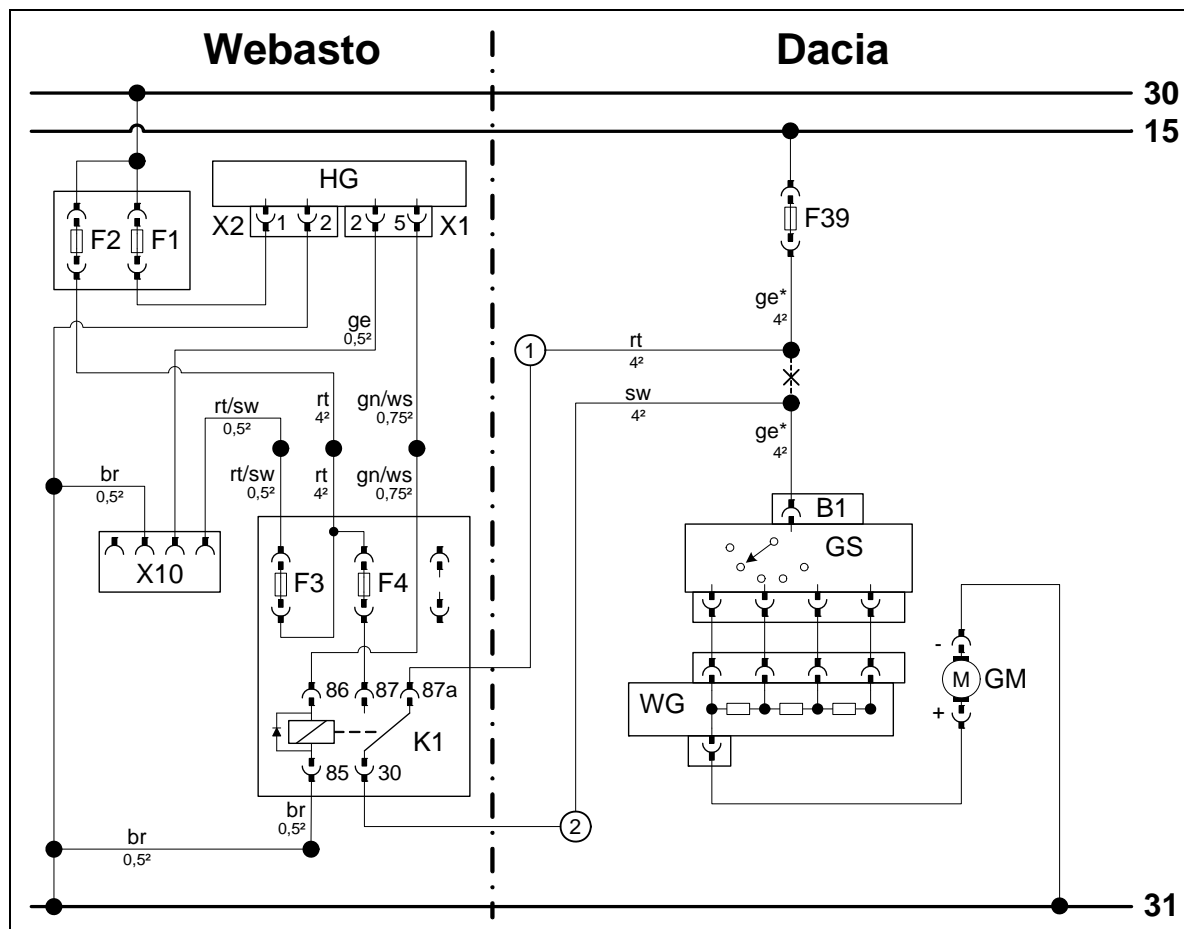 Webasto
Dacia
30
15
HG
X2 1 2 2 5 X1
F2 F1
F39
ge*
4²
ge
0,5²
1
rt
4²
rt/sw
0,5²
rt
4²
gn/ws
0,75²
sw
4²
ge*
4²
br
0,5²
rt/sw
0,5²
rt
4²
gn/ws
0,75²
B1
GS
X10
F3 F4
-
M GM
+
86 87 87a
WG
K1
85 30
br
0,5²
2
br
0,5²
31